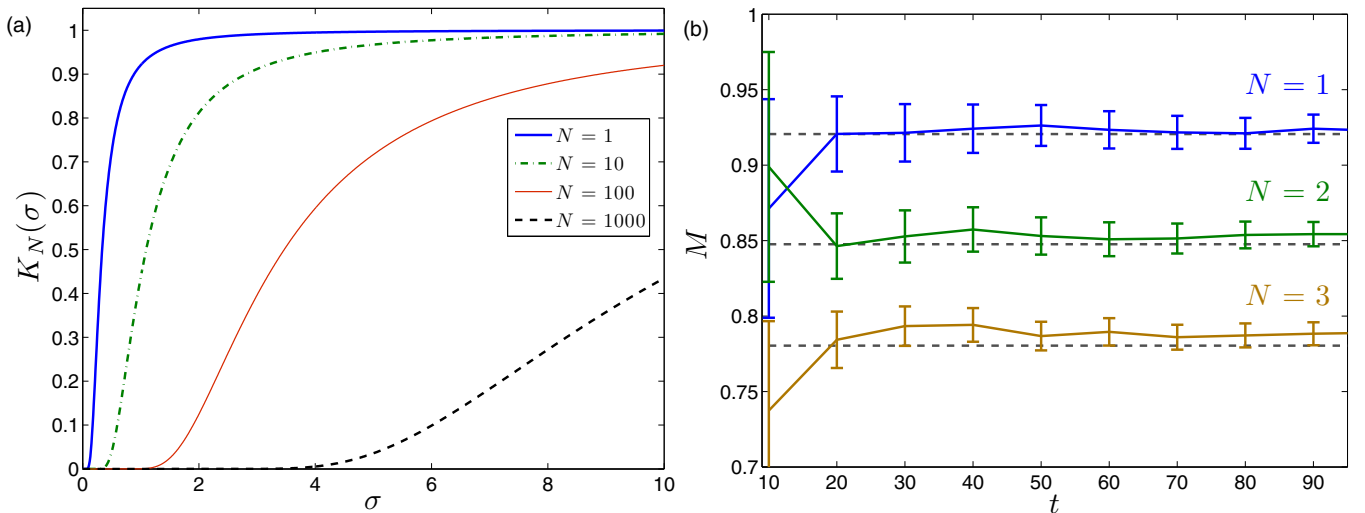 (a)
1
0.9
0.8
0.7
0.6
0.5
0.4
0.3
0.2
0.1
0
K_N(σ)
N = 1
N = 10
N = 100
N = 1000
0 2 4 6 8 10
σ
(b)
0.95
0.9
0.85
0.8
0.75
0.7
M
N = 1
N = 2
N = 3
10 20 30 40 50 60 70 80 90
t